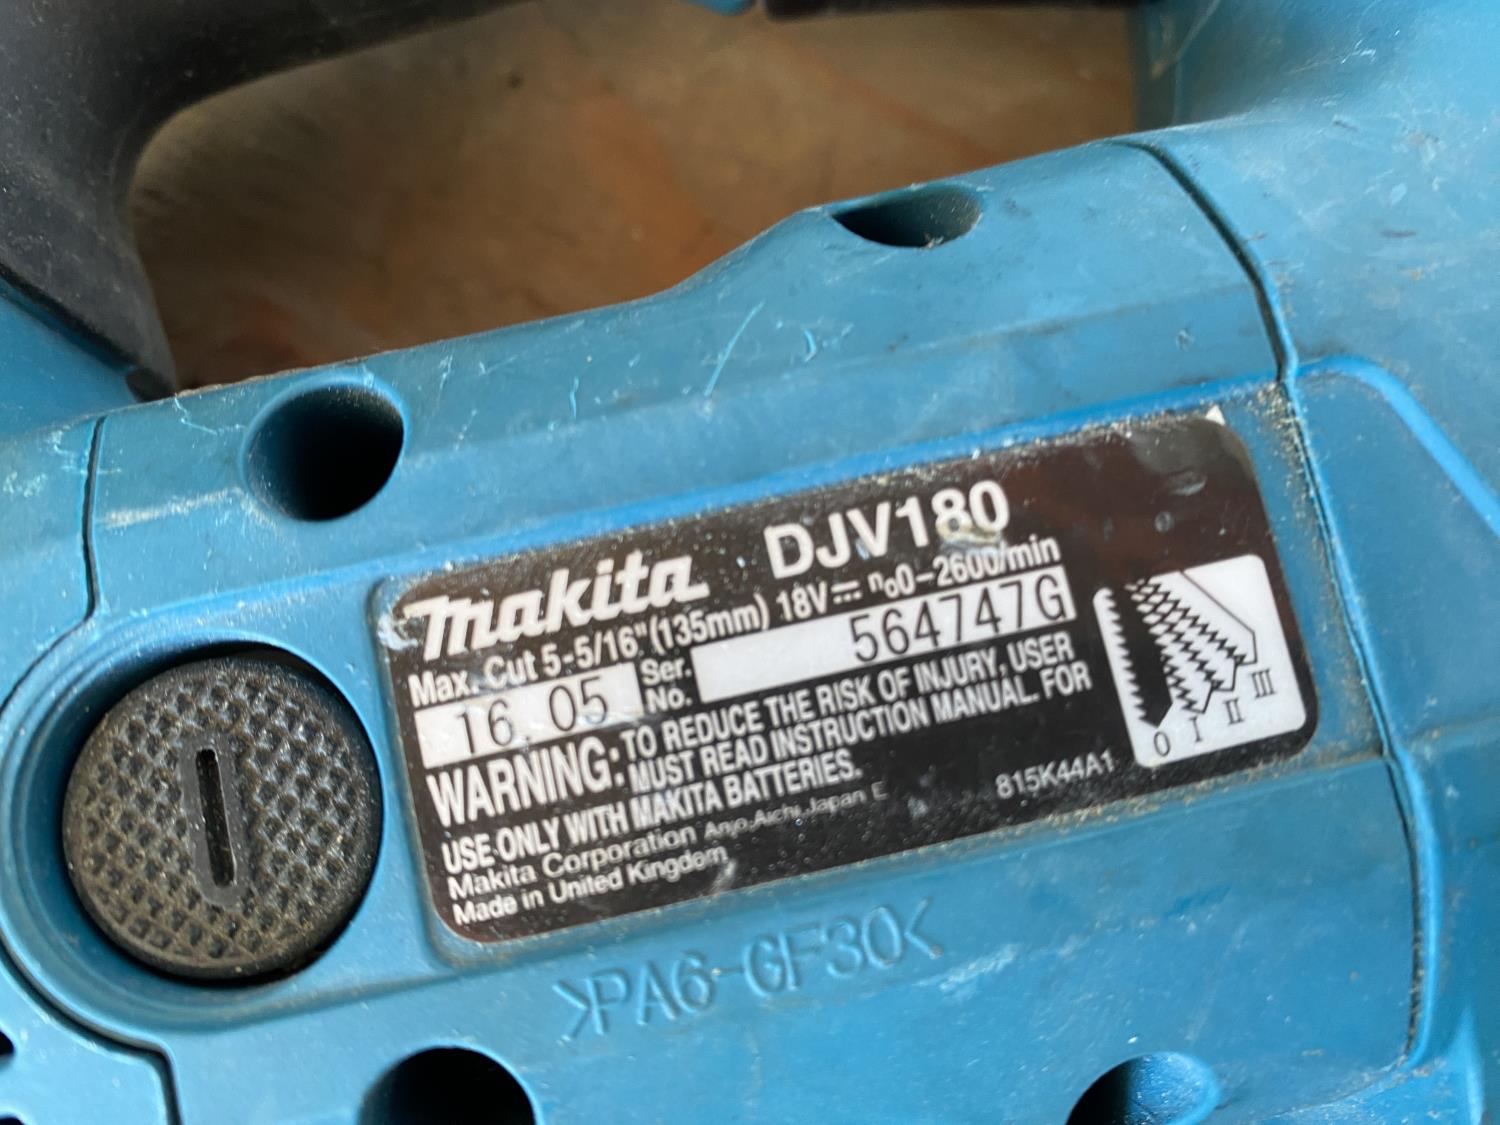 makita DJV180
Max. Cut 5-5/16"(135mm) 18V⎓ n₀0-2600/min
16. 05 Ser. No. 564747G
WARNING: TO REDUCE THE RISK OF INJURY, USER
MUST READ INSTRUCTION MANUAL. FOR
USE ONLY WITH MAKITA BATTERIES.
Makita Corporation Anjo,Aichi,Japan E
Made in United Kingdom
815K44A1
0 I II III
>PA6-GF30<